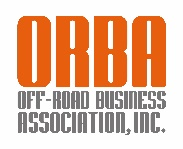 ORBA
OFF-ROAD BUSINESS
ASSOCIATION, INC.